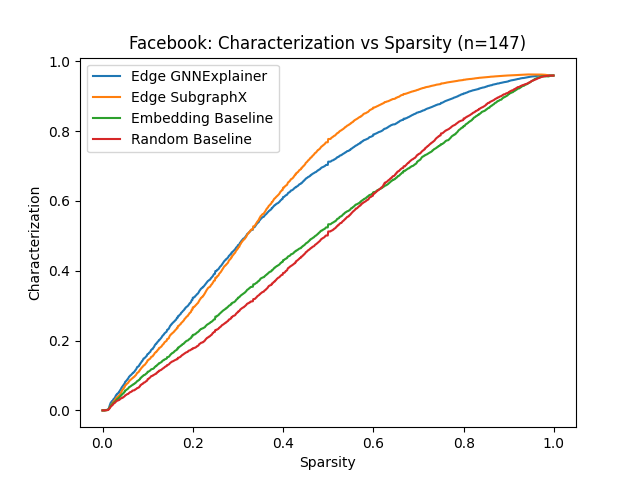 Facebook: Characterization vs Sparsity (n=147)
Edge GNNExplainer
Edge SubgraphX
Embedding Baseline
Random Baseline
Characterization
1.0
0.8
0.6
0.4
0.2
0.0
0.0 0.2 0.4 0.6 0.8 1.0
Sparsity